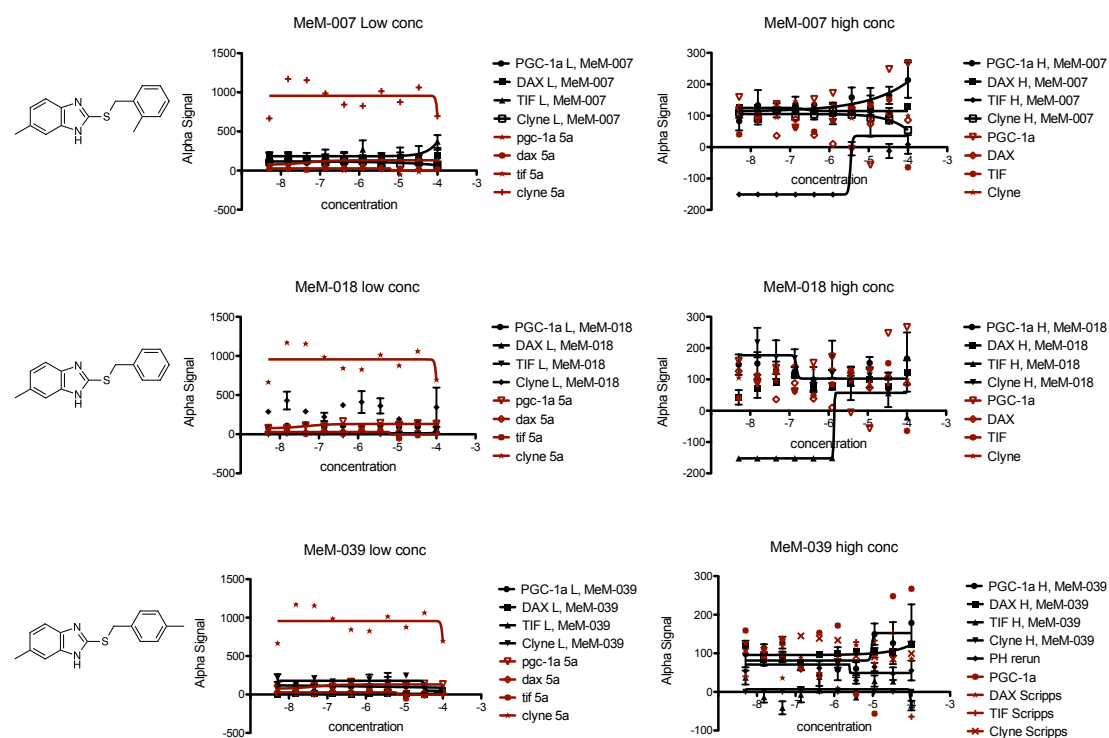 MeM-007 Low conc
1500
1000
500
0
-500
Alpha Signal
-8 -7 -6 -5 -4 -3
concentration
PGC-1a L, MeM-007
DAX L, MeM-007
TIF L, MeM-007
Clyne L, MeM-007
pgc-1a 5a
dax 5a
tif 5a
clyne 5a
N
N
H
S
MeM-007 high conc
300
200
100
0
-100
-200
Alpha Signal
-8 -7 -6 -5 -4 -3
concentration
PGC-1a H, MeM-007
DAX H, MeM-007
TIF H, MeM-007
Clyne H, MeM-007
PGC-1a
DAX
TIF
Clyne
MeM-018 low conc
1500
1000
500
0
-500
Alpha Signal
-8 -7 -6 -5 -4 -3
concentration
PGC-1a L, MeM-018
DAX L, MeM-018
TIF L, MeM-018
Clyne L, MeM-018
pgc-1a 5a
dax 5a
tif 5a
clyne 5a
N
N
H
S
MeM-018 high conc
300
200
100
0
-100
-200
Alpha Signal
-8 -7 -6 -5 -4 -3
concentration
PGC-1a H, MeM-018
DAX H, MeM-018
TIF H, MeM-018
Clyne H, MeM-018
PGC-1a
DAX
TIF
Clyne
MeM-039 low conc
1500
1000
500
0
-500
Alpha Signal
-8 -7 -6 -5 -4 -3
concentration
PGC-1a L, MeM-039
DAX L, MeM-039
TIF L, MeM-039
Clyne L, MeM-039
pgc-1a 5a
dax 5a
tif 5a
clyne 5a
N
N
H
S
MeM-039 high conc
300
200
100
0
-100
Alpha Signal
-8 -7 -6 -5 -4 -3
concentration
PGC-1a H, MeM-039
DAX H, MeM-039
TIF H, MeM-039
Clyne H, MeM-039
PH rerun
PGC-1a
DAX Scripps
TIF Scripps
Clyne Scripps